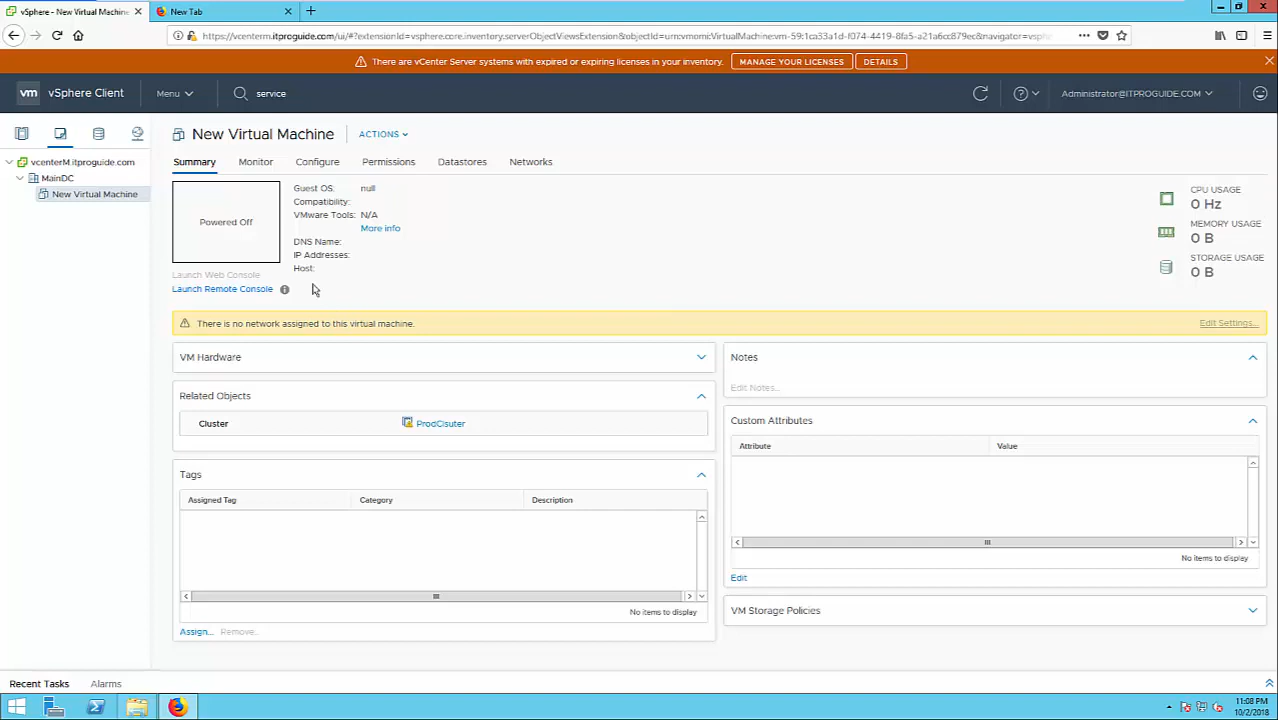 vSphere - New Virtual Machine
New Tab
https://vcenterm.itproguide.com/ui/#?extensionId=vsphere.core.inventory.serverObjectViewsExtension&objectId=urn:vmomi:VirtualMachine:vm-59:1ca33a1d-f074-4419-8fa5-a21a6cc879ec&navigator=vsph
There are vCenter Server systems with expired or expiring licenses in your inventory.
MANAGE YOUR LICENSES
DETAILS
vm
vSphere Client
Menu
service
Administrator@ITPROGUIDE.COM
New Virtual Machine
ACTIONS
vcenterM.itproguide.com
MainDC
New Virtual Machine
Summary
Monitor
Configure
Permissions
Datastores
Networks
Powered Off
Guest OS: null
Compatibility:
VMware Tools: N/A
More info
DNS Name:
IP Addresses:
Host:
Launch Web Console
Launch Remote Console
CPU USAGE
0 Hz
MEMORY USAGE
0 B
STORAGE USAGE
0 B
There is no network assigned to this virtual machine.
Edit Settings...
VM Hardware
Related Objects
Cluster
ProdClsuter
Tags
Assigned Tag
Category
Description
No items to display
Assign...
Remove...
Notes
Edit Notes...
Custom Attributes
Attribute
Value
No items to display
Edit
VM Storage Policies
Recent Tasks
Alarms
11:08 PM
10/2/2018